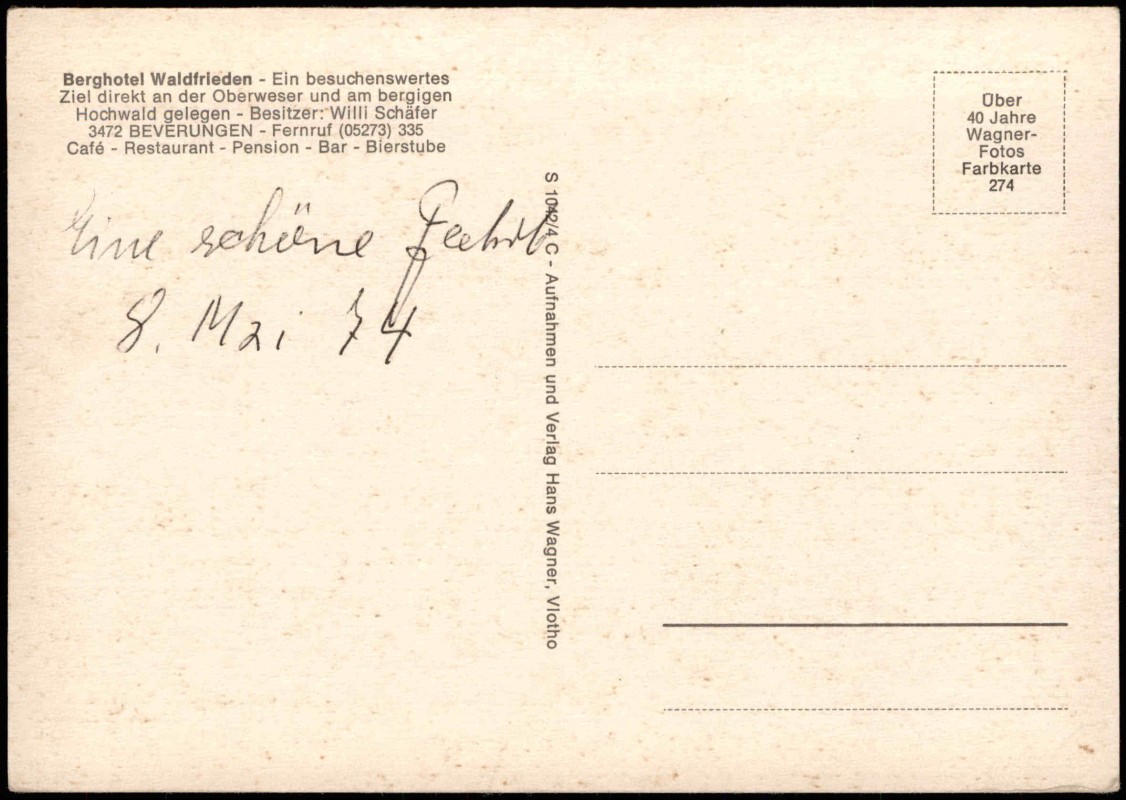 Berghotel Waldfrieden - Ein besuchenswertes
Ziel direkt an der Oberweser und am bergigen
Hochwald gelegen - Besitzer: Willi Schäfer
3472 BEVERUNGEN - Fernruf (05273) 335
Café - Restaurant - Pension - Bar - Bierstube
Eine schöne
8. Mai 74
S 1042/4 C - Aufnahmen und Verlag Hans Wagner, Vlotho
Über
40 Jahre
Wagner-
Fotos
Farbkarte
274